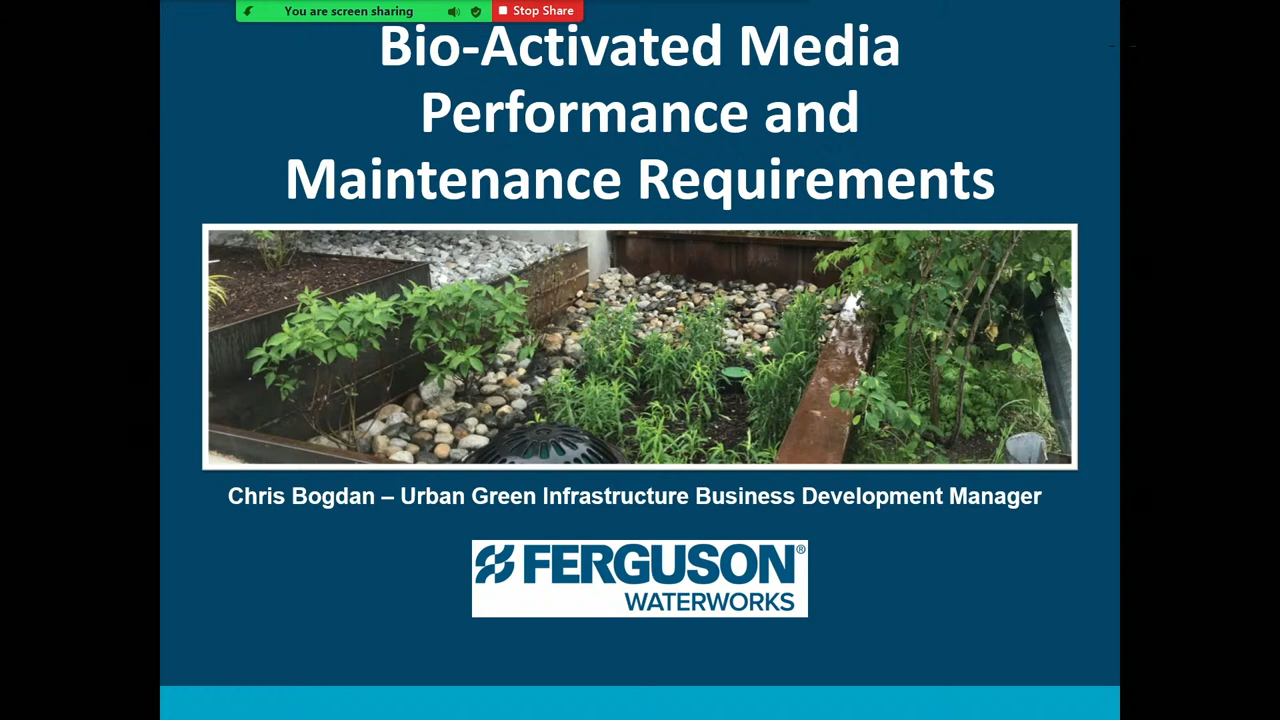 You are screen sharing
Stop Share
Bio-Activated Media
Performance and
Maintenance Requirements
Chris Bogdan – Urban Green Infrastructure Business Development Manager
FERGUSON®
WATERWORKS